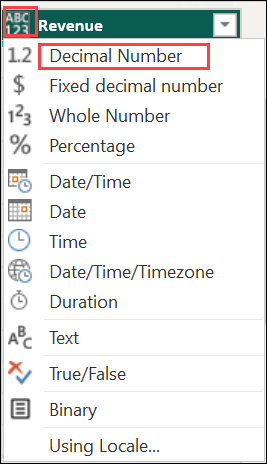 ABC
123 Revenue
1.2 Decimal Number
$ Fixed decimal number
1²3 Whole Number
% Percentage
Date/Time
Date
Time
Date/Time/Timezone
Duration
ABC Text
True/False
Binary
Using Locale...